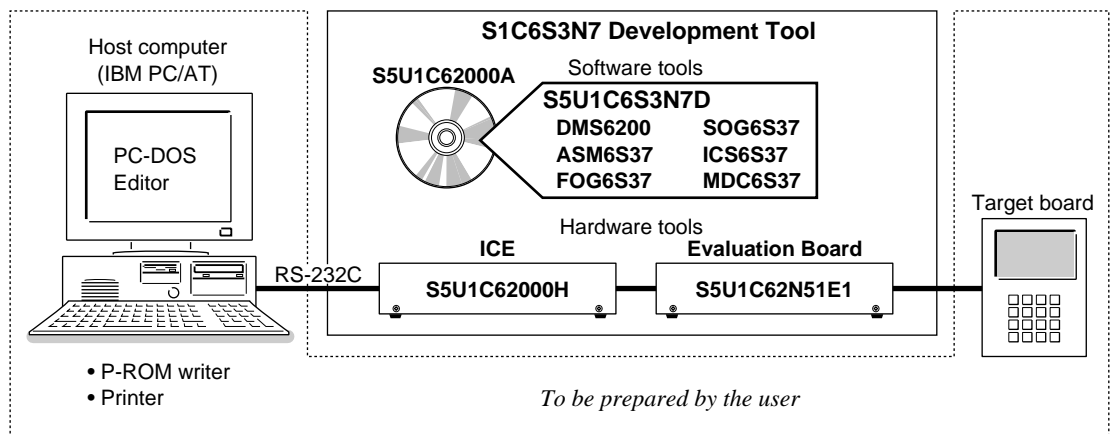 Host computer
(IBM PC/AT)
PC-DOS
Editor
• P-ROM writer
• Printer
RS-232C
S1C6S3N7 Development Tool
Software tools
S5U1C62000A
S5U1C6S3N7D
DMS6200 SOG6S37
ASM6S37 ICS6S37
FOG6S37 MDC6S37
Hardware tools
ICE
S5U1C62000H
Evaluation Board
S5U1C62N51E1
Target board
To be prepared by the user